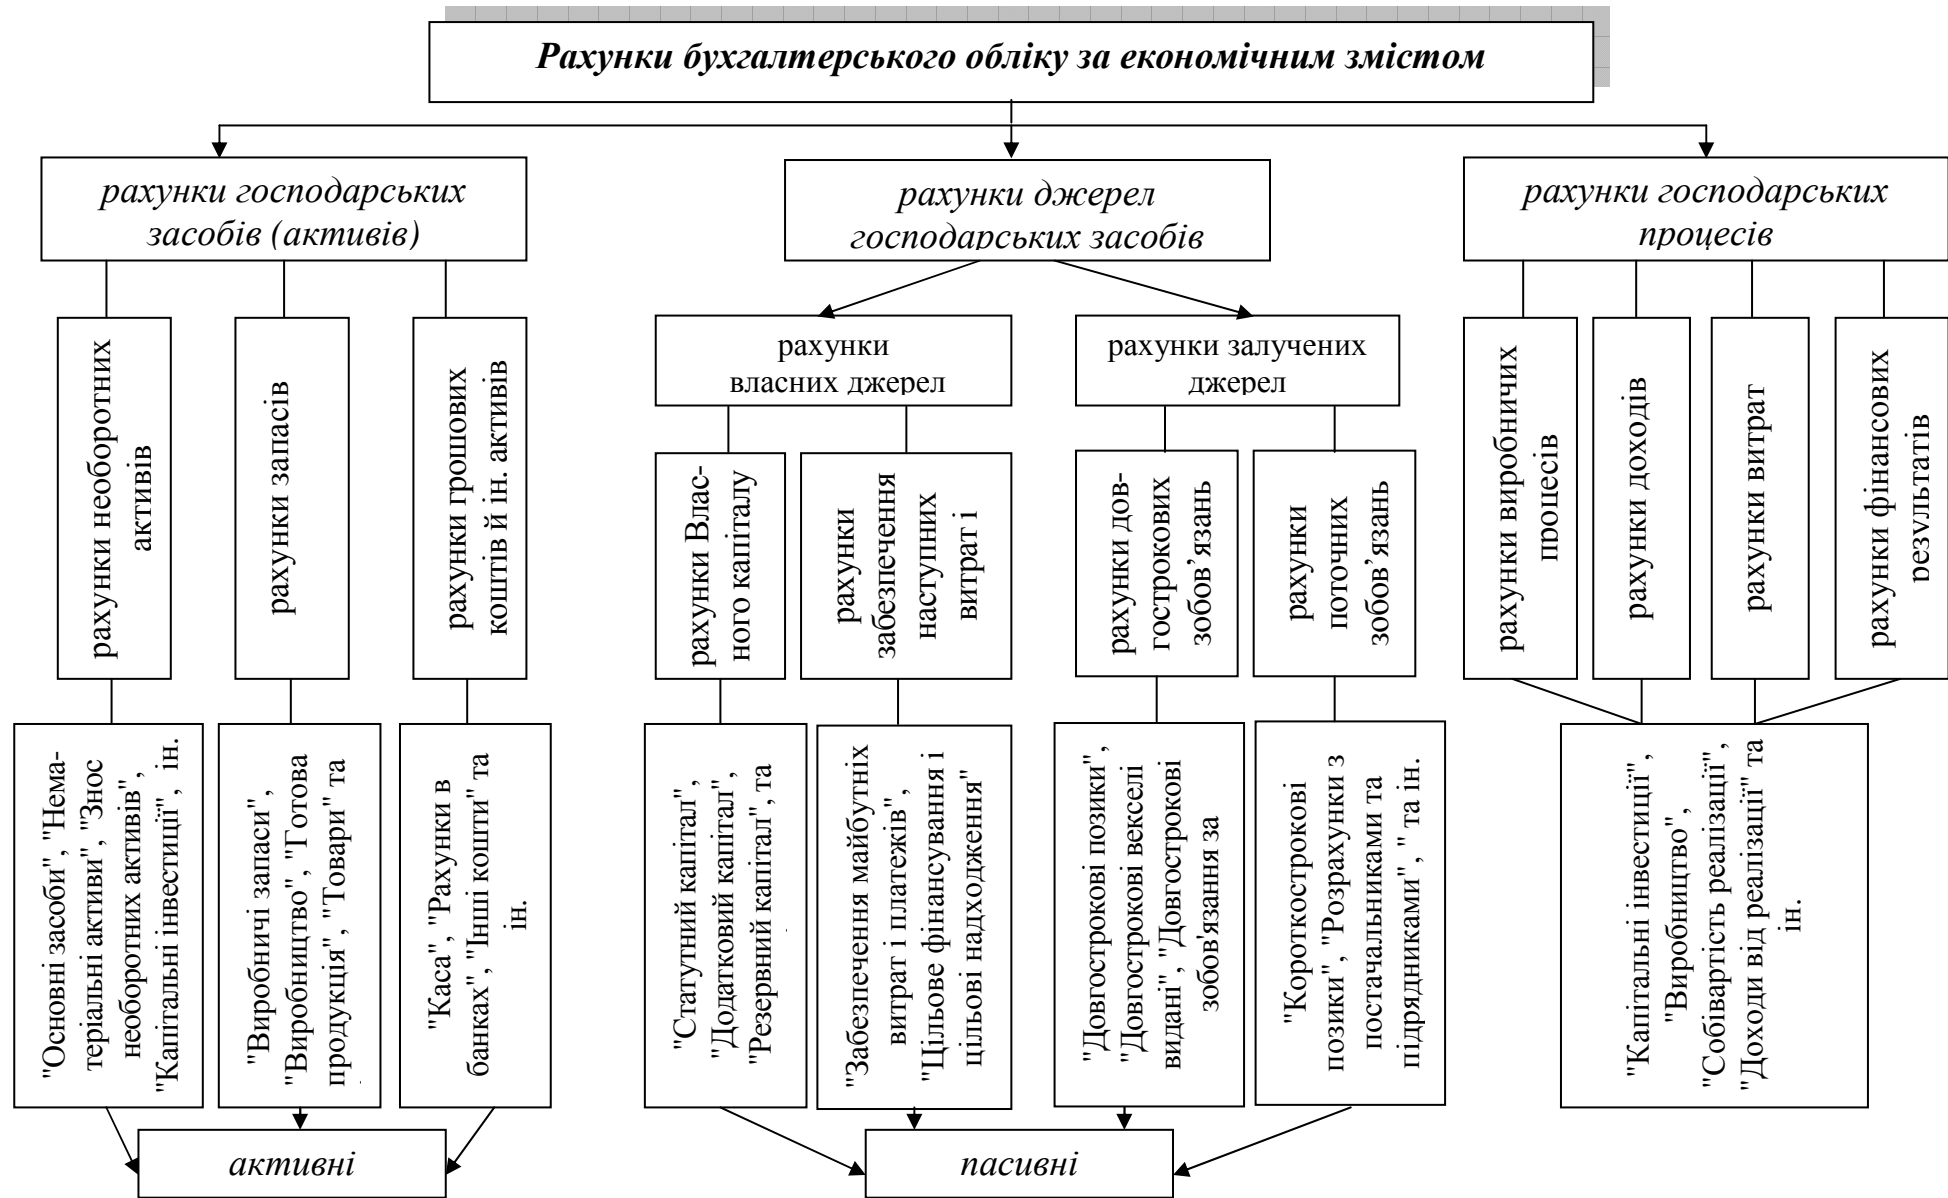 Рахунки бухгалтерського обліку за економічним змістом
рахунки господарських
засобів (активів)
рахунки джерел
господарських засобів
рахунки господарських
процесів
рахунки
власних джерел
рахунки залучених
джерел
рахунки необоротних
активів
рахунки запасів
рахунки грошових
коштів й ін. активів
рахунки Влас-
ного капіталу
рахунки
забезпечення
наступних
витрат і
рахунки дов-
гострокових
зобов’язань
рахунки
поточних
зобов’язань
рахунки виробничих
процесів
рахунки доходів
рахунки витрат
рахунки фінансових
результатів
"Основні засоби","Нема-
теріальні активи", "Знос
необоротних активів",
"Капітальні інвестиції", ін.
"Виробничі запаси",
"Виробництво", "Готова
продукція", "Товари" та
"Каса", "Рахунки в
банках","Інші кошти" та
ін.
"Статутний капітал",
"Додатковий капітал",
"Резервний капітал",та
"Забезпечення майбутніх
витрат і платежів",
"Цільове фінансування і
цільові надходження"
"Довгострокові позики",
"Довгострокові векселі
видані", "Довгострокові
зобов'язання за
"Короткострокові
позики", "Розрахунки з
постачальниками та
підрядниками", " та ін.
"Капітальні інвестиції",
"Виробництво",
"Собівартість реалізації",
"Доходи від реалізації" та
ін.
активні
пасивні